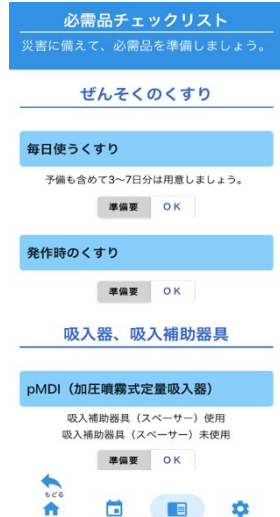 必需品チェックリスト
災害に備えて、必需品を準備しましょう。
ぜんそくのくすり
毎日使うくすり
予備も含めて3〜7日分は用意しましょう。
準備要 OK
発作時のくすり
準備要 OK
吸入器、吸入補助器具
pMDI（加圧噴霧式定量吸入器）
吸入補助器具（スペーサー）使用
吸入補助器具（スペーサー）未使用
準備要 OK
もどる